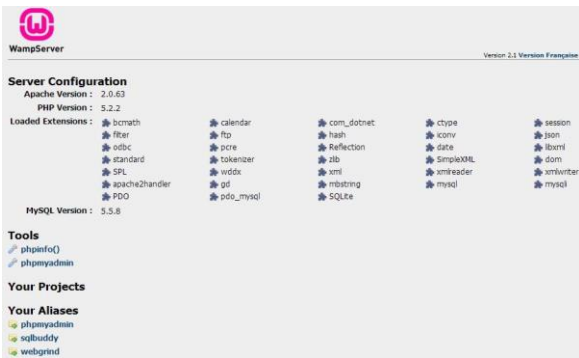 WampServer
Version 2.1 Version Française
Server Configuration
Apache Version : 2.0.63
PHP Version : 5.2.2
Loaded Extensions : bcmath calendar com_dotnet ctype session
filter ftp hash iconv json
odbc pcre Reflection date libxml
standard tokenizer zlib SimpleXML dom
SPL wddx xml xmlreader xmlwriter
apache2handler gd mbstring mysql mysqli
PDO pdo_mysql SQLite
MySQL Version : 5.5.8
Tools
phpinfo()
phpmyadmin
Your Projects
Your Aliases
phpmyadmin
sqlbuddy
webgrind